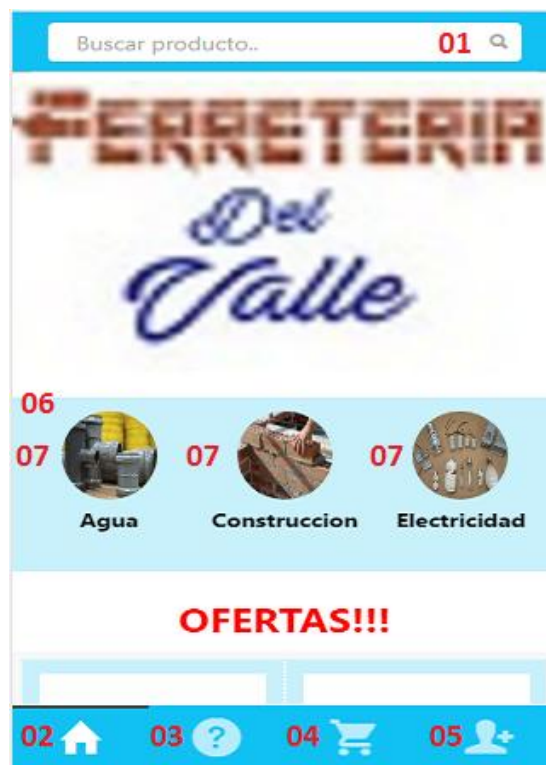 Buscar producto.. 01
FERRETERIA
Del
Valle
06
07 07 07
Agua Construccion Electricidad
OFERTAS!!!
02 03 ? 04 05